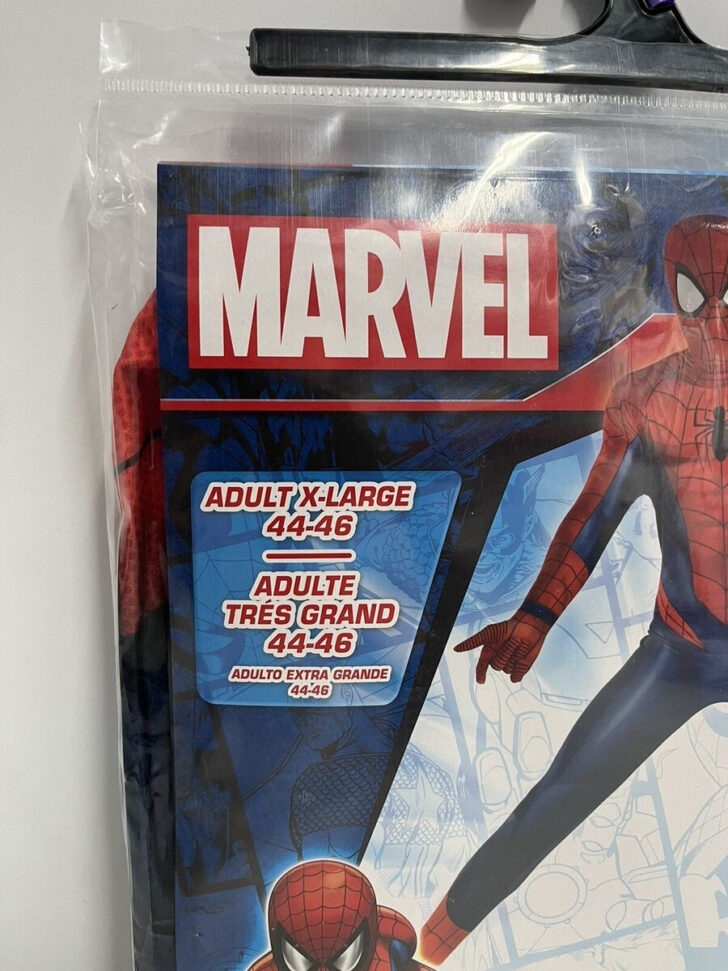 MARVEL
ADULT X-LARGE
44-46
ADULTE
TRÉS GRAND
44-46
ADULTO EXTRA GRANDE
44-46